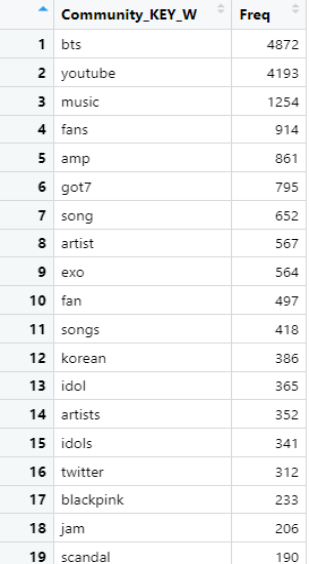 Community_KEY_W Freq
1 bts 4872
2 youtube 4193
3 music 1254
4 fans 914
5 amp 861
6 got7 795
7 song 652
8 artist 567
9 exo 564
10 fan 497
11 songs 418
12 korean 386
13 idol 365
14 artists 352
15 idols 341
16 twitter 312
17 blackpink 233
18 jam 206
19 scandal 190